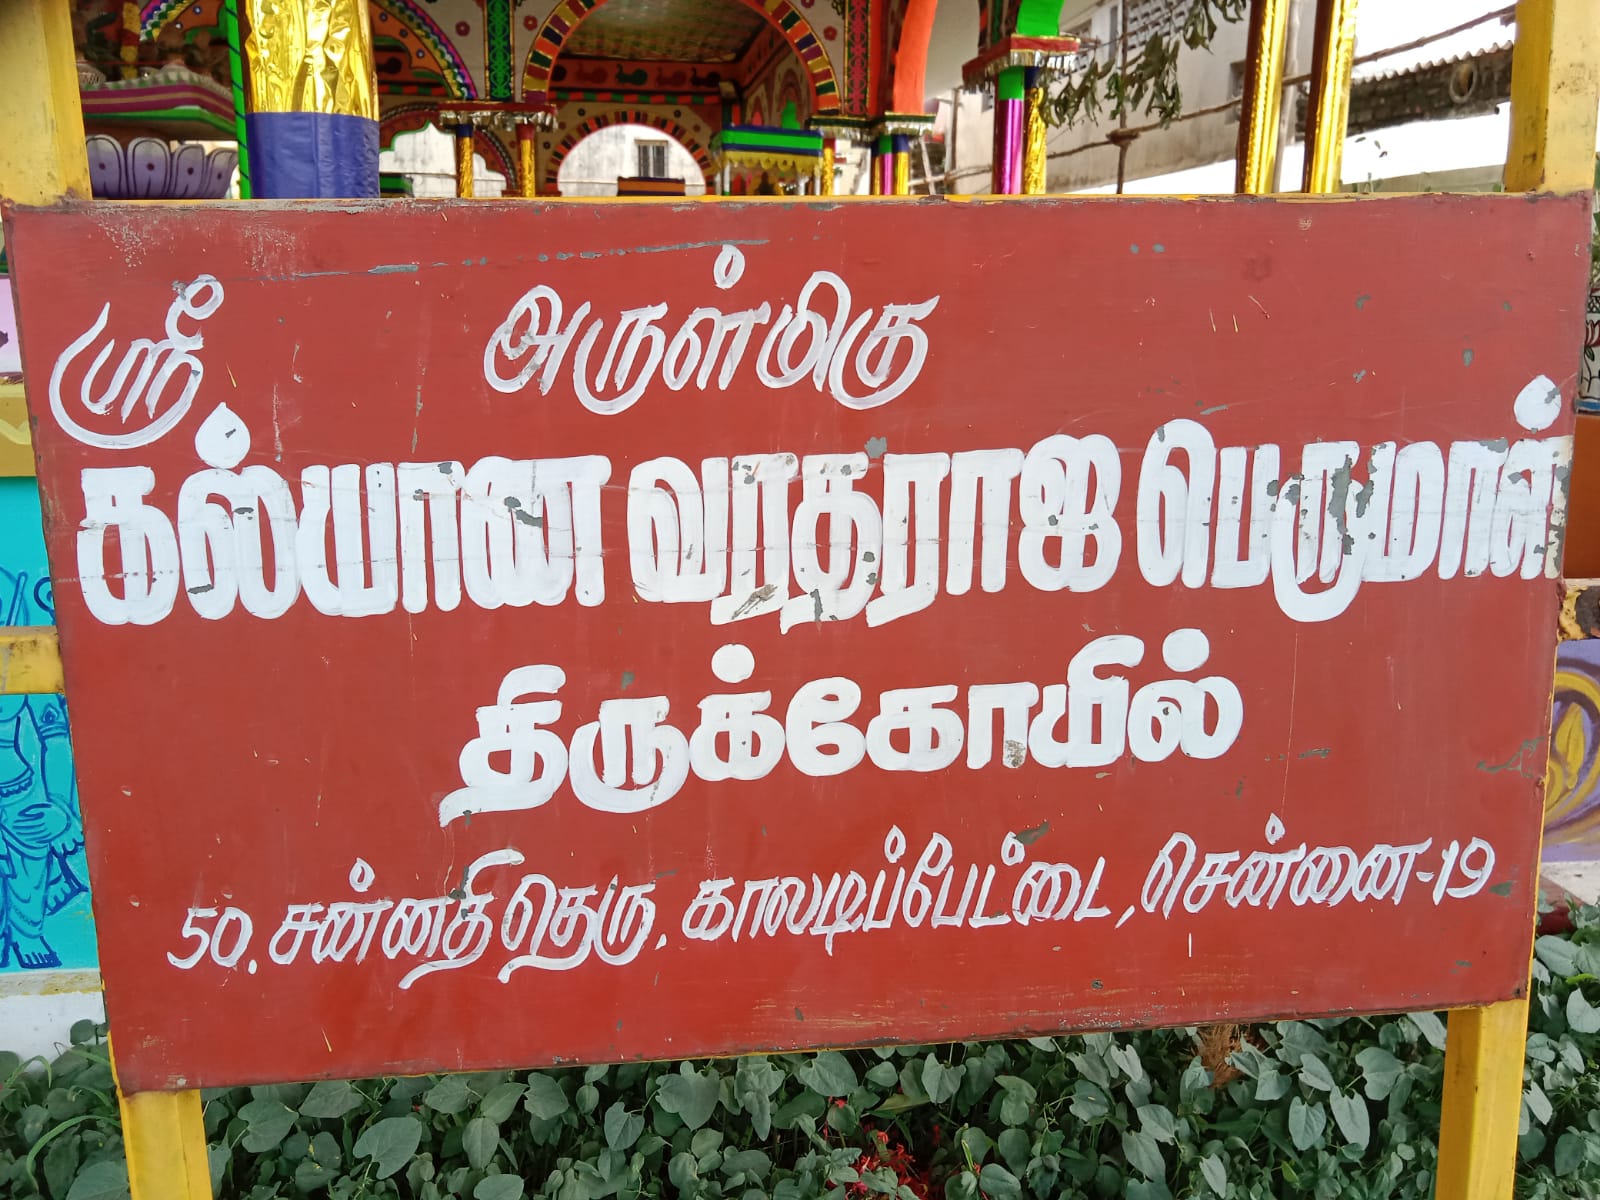 ஸ்ரீ அருள்மிகு
கல்யாண வரதராஜ பெருமாள்
திருக்கோயில்
50, சன்னதி தெரு, காலடிப்பேட்டை, சென்னை-19